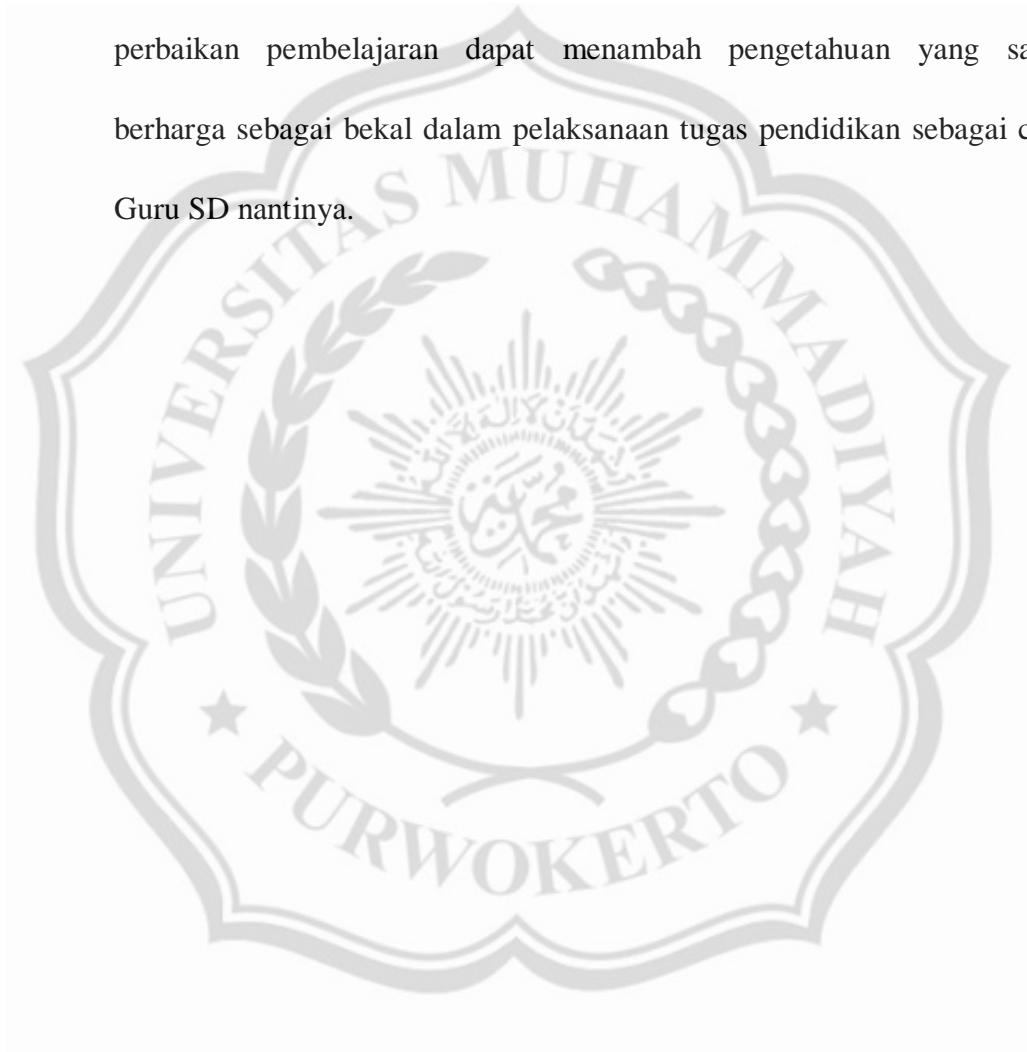 perbaikan pembelajaran dapat menambah pengetahuan yang sa
berharga sebagai bekal dalam pelaksanaan tugas pendidikan sebagai c
Guru SD nantinya.
UNIVERSITAS MUHAMMADIYAH
PURWOKERTO